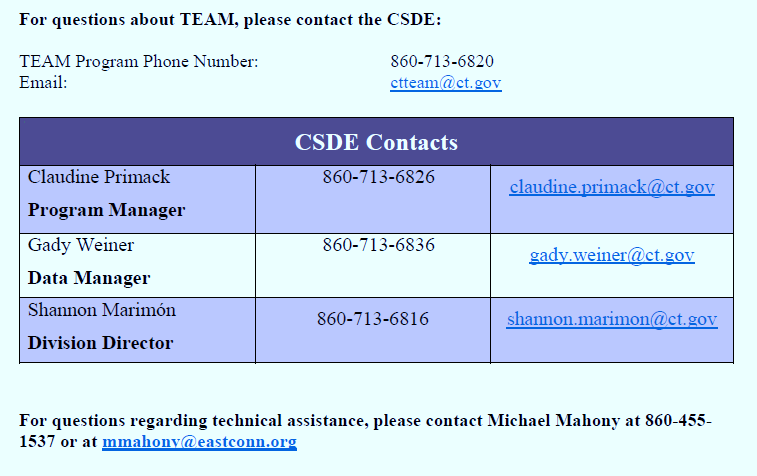 For questions about TEAM, please contact the CSDE:
TEAM Program Phone Number: 860-713-6820
Email: ctteam@ct.gov
CSDE Contacts
Claudine Primack 860-713-6826 claudine.primack@ct.gov
Program Manager
Gady Weiner 860-713-6836 gady.weiner@ct.gov
Data Manager
Shannon Marimón 860-713-6816 shannon.marimon@ct.gov
Division Director
For questions regarding technical assistance, please contact Michael Mahony at 860-455-
1537 or at mmahony@eastconn.org